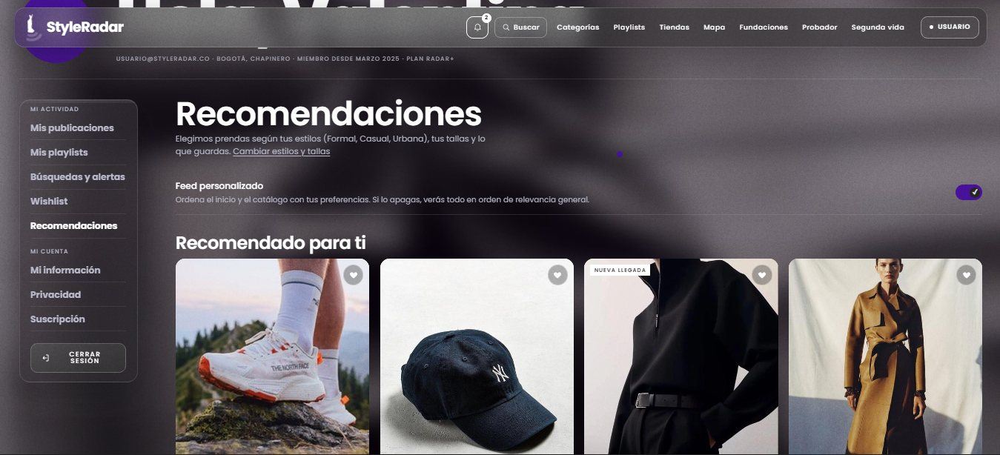 StyleRadar
2
Buscar
Categorías
Playlists
Tiendas
Mapa
Fundaciones
Probador
Segunda vida
USUARIO
USUARIO@STYLERADAR.CO · BOGOTÁ, CHAPINERO · MIEMBRO DESDE MARZO 2025 · PLAN RADAR+
MI ACTIVIDAD
Mis publicaciones
Mis playlists
Búsquedas y alertas
Wishlist
Recomendaciones
MI CUENTA
Mi información
Privacidad
Suscripción
CERRAR
SESIÓN
Recomendaciones
Elegimos prendas según tus estilos (Formal, Casual, Urbana), tus tallas y lo
que guardas. Cambiar estilos y tallas
Feed personalizado
Ordena el inicio y el catálogo con tus preferencias. Si lo apagas, verás todo en orden de relevancia general.
Recomendado para ti
THE NORTH FACE
NY
NUEVA LLEGADA